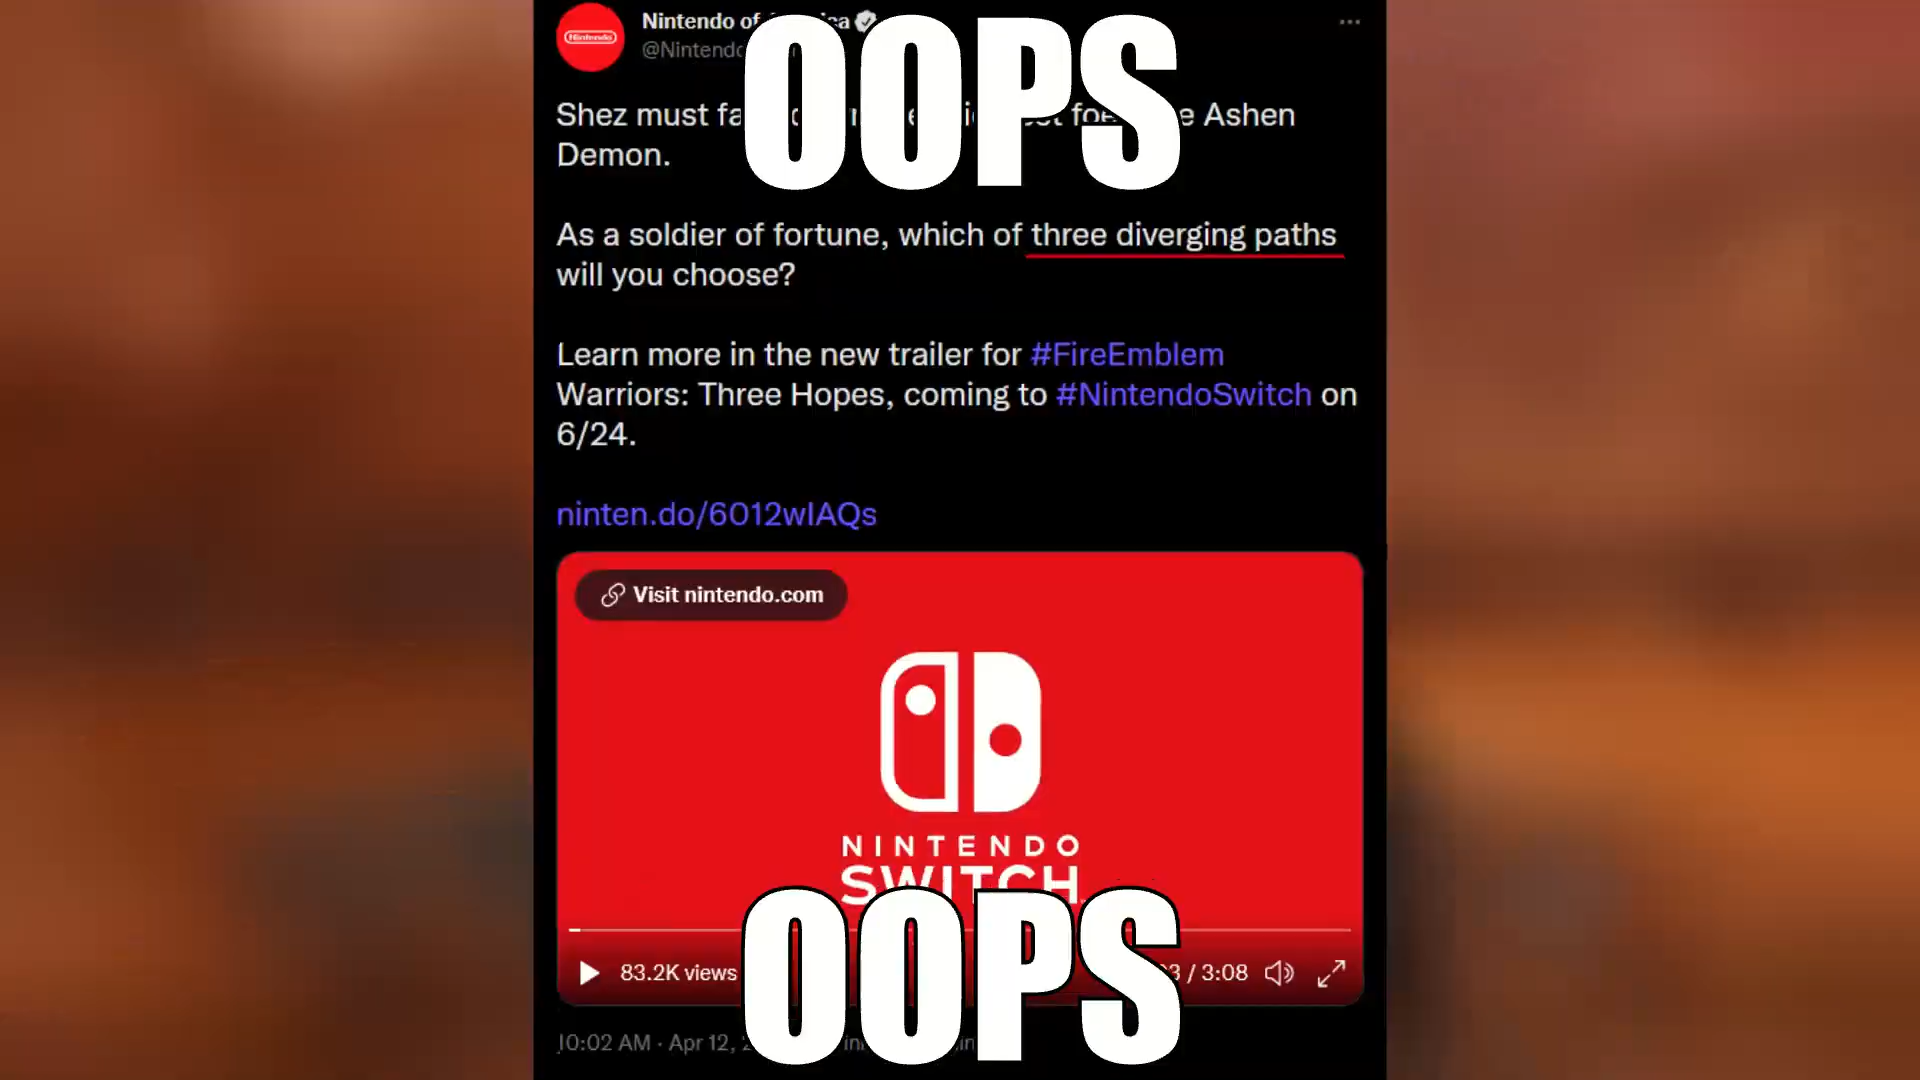 Nintendo of
@Nintendo
OOPS
Shez must
Ashen
Demon.
As a soldier of fortune, which of three diverging paths
will you choose?
Learn more in the new trailer for #FireEmblem
Warriors: Three Hopes, coming to #NintendoSwitch on
6/24.
ninten.do/6012wIAQs
Visit nintendo.com
NINTENDO
SWITCH
83.2K views
/ 3:08
OOPS
10:02 AM · Apr 12,